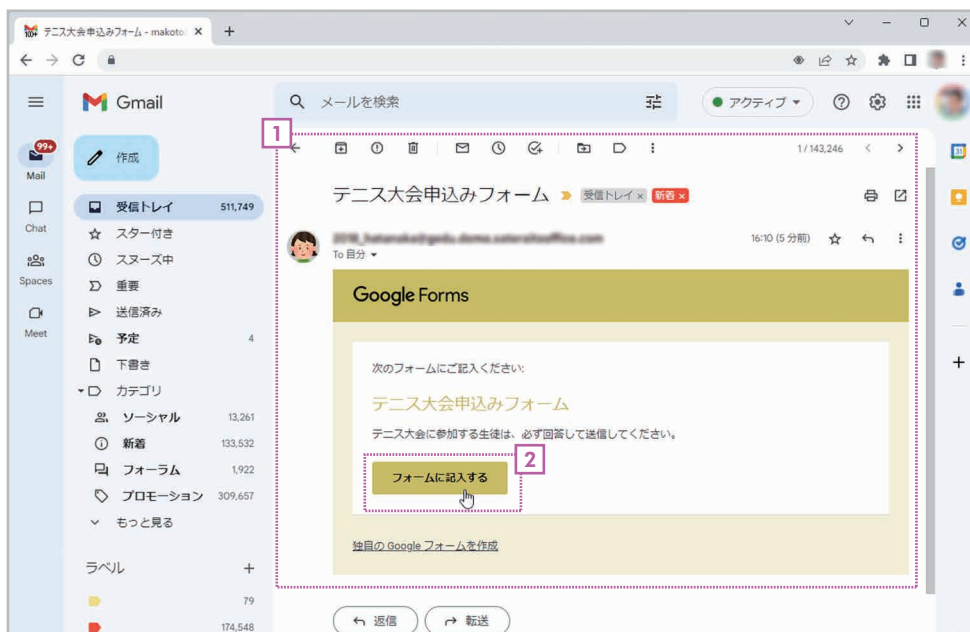 テニス大会申込みフォーム - makoto
Gmail
メールを検索
アクティブ
作成
99+
Mail
Chat
Spaces
Meet
受信トレイ 511,749
スター付き
スヌーズ中
重要
送信済み
予定 4
下書き
カテゴリ
ソーシャル 13,261
新着 133,532
フォーラム 1,922
プロモーション 309,657
もっと見る
ラベル +
79
174,548
1
1/143,246
テニス大会申込みフォーム 受信トレイ × 新着 ×
16:10 (5 分前)
To 自分
Google Forms
次のフォームにご記入ください:
テニス大会申込みフォーム
テニス大会に参加する生徒は、必ず回答して送信してください。
2
フォームに記入する
独自の Google フォームを作成
返信
転送
31